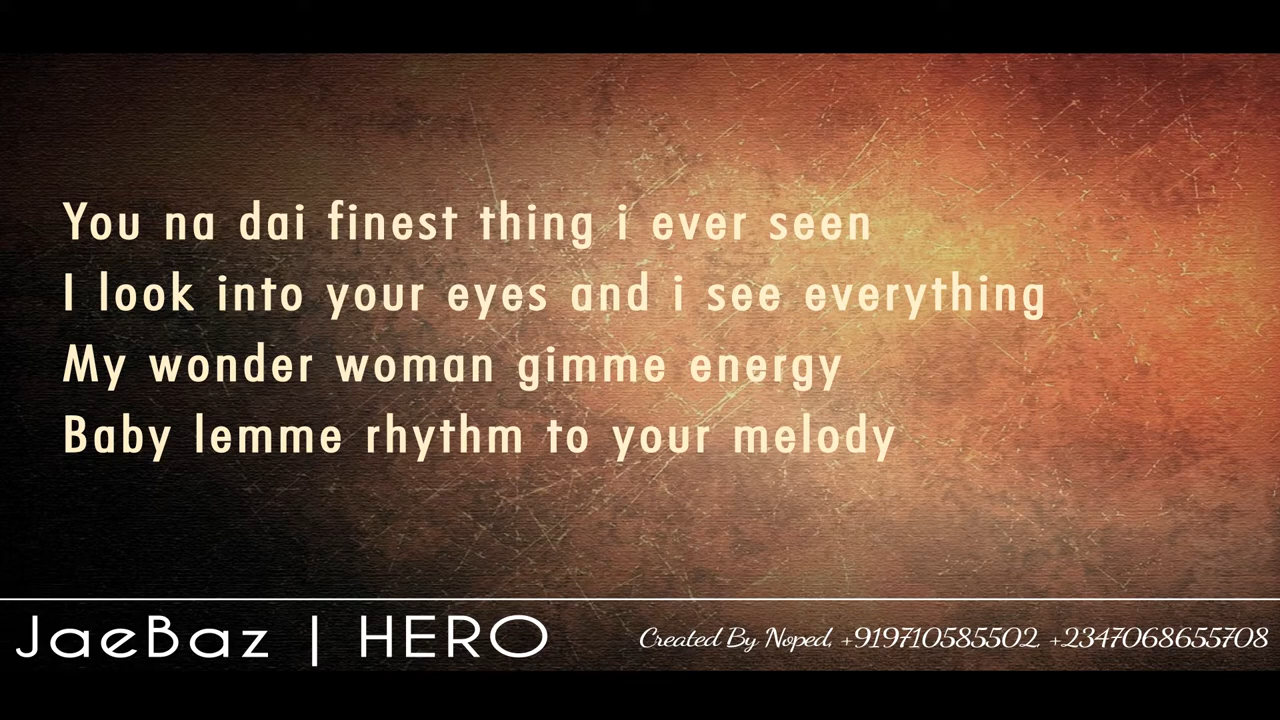 You na dai finest thing i ever seen
I look into your eyes and i see everything
My wonder woman gimme energy
Baby lemme rhythm to your melody
JaeBaz | HERO
Created By Noped, +919710585502, +2347068655708